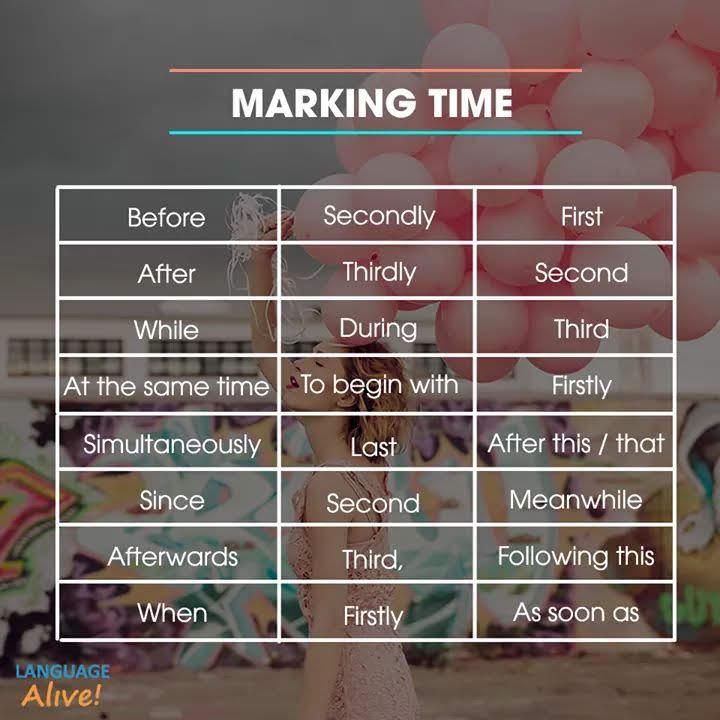 MARKING TIME
Before Secondly First
After Thirdly Second
While During Third
At the same time To begin with Firstly
Simultaneously Last After this / that
Since Second Meanwhile
Afterwards Third, Following this
When Firstly As soon as
LANGUAGE
Alive!